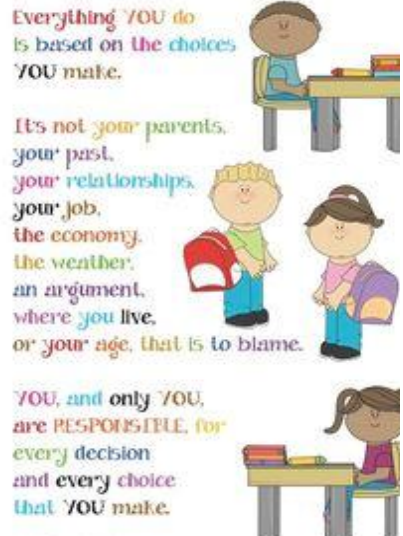 Everything YOU do
is based on the choices
YOU make.
It's not your parents,
your past,
your relationships,
your job,
the economy,
the weather,
an argument,
where you live,
or your age, that is to blame.
YOU, and only YOU,
are RESPONSIBLE, for
every decision
and every choice
that YOU make.